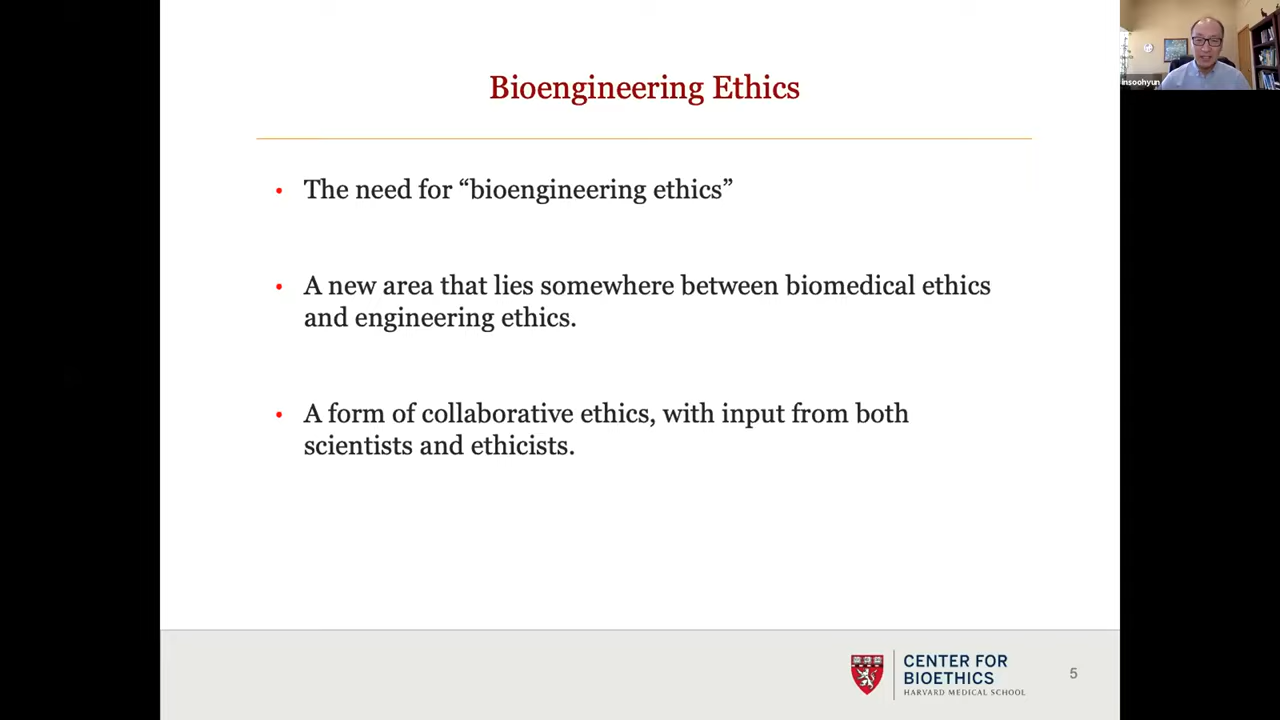 Bioengineering Ethics
• The need for “bioengineering ethics”
• A new area that lies somewhere between biomedical ethics
and engineering ethics.
• A form of collaborative ethics, with input from both
scientists and ethicists.
CENTER FOR
BIOETHICS
HARVARD MEDICAL SCHOOL
5
insoohyun